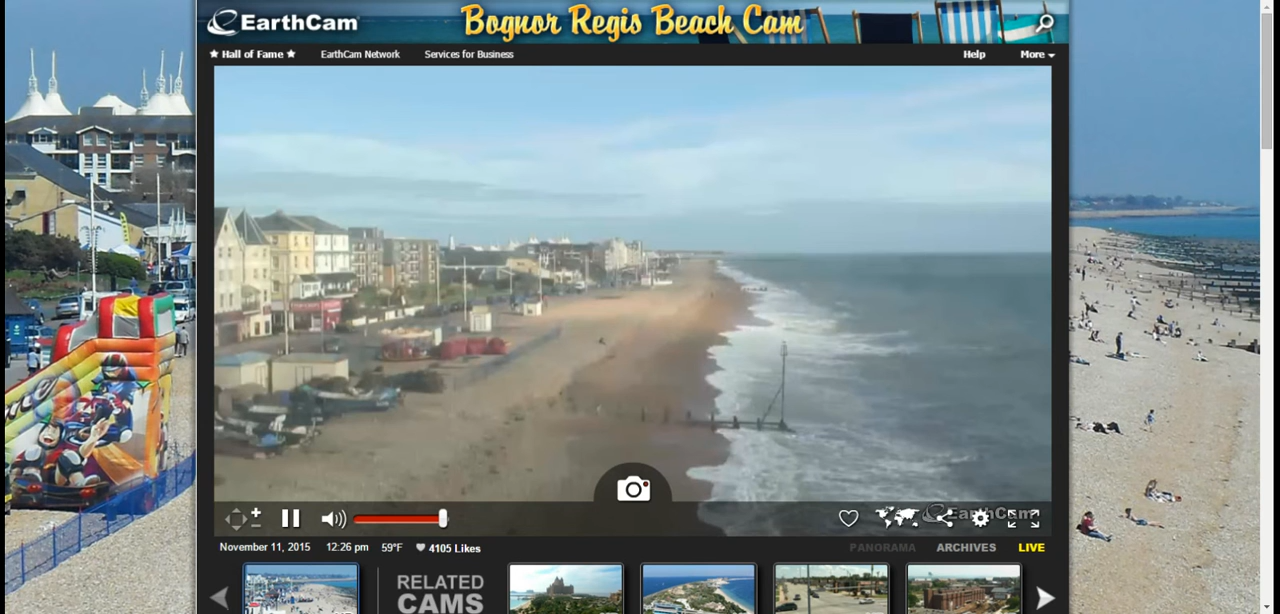 EarthCam
Bognor Regis Beach Cam
★ Hall of Fame ★ EarthCam Network Services for Business Help More
EarthCam
November 11, 2015 12:26 pm 59°F 4105 Likes PANORAMA ARCHIVES LIVE
RELATED
CAMS